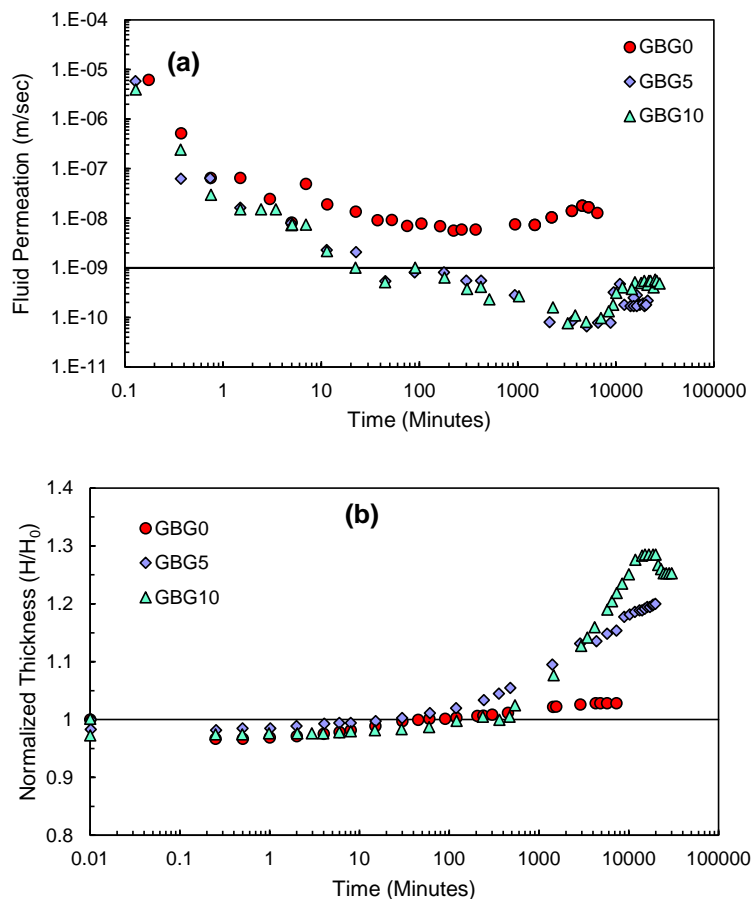 1.E-04
1.E-05
1.E-06
1.E-07
1.E-08
1.E-09
1.E-10
1.E-11
Fluid Permeation (m/sec)
(a)
GBG0
GBG5
GBG10
0.1 1 10 100 1000 10000 100000
Time (Minutes)
1.4
1.3
1.2
1.1
1
0.9
0.8
Normalized Thickness (H/H₀)
(b)
GBG0
GBG5
GBG10
0.01 0.1 1 10 100 1000 10000 100000
Time (Minutes)